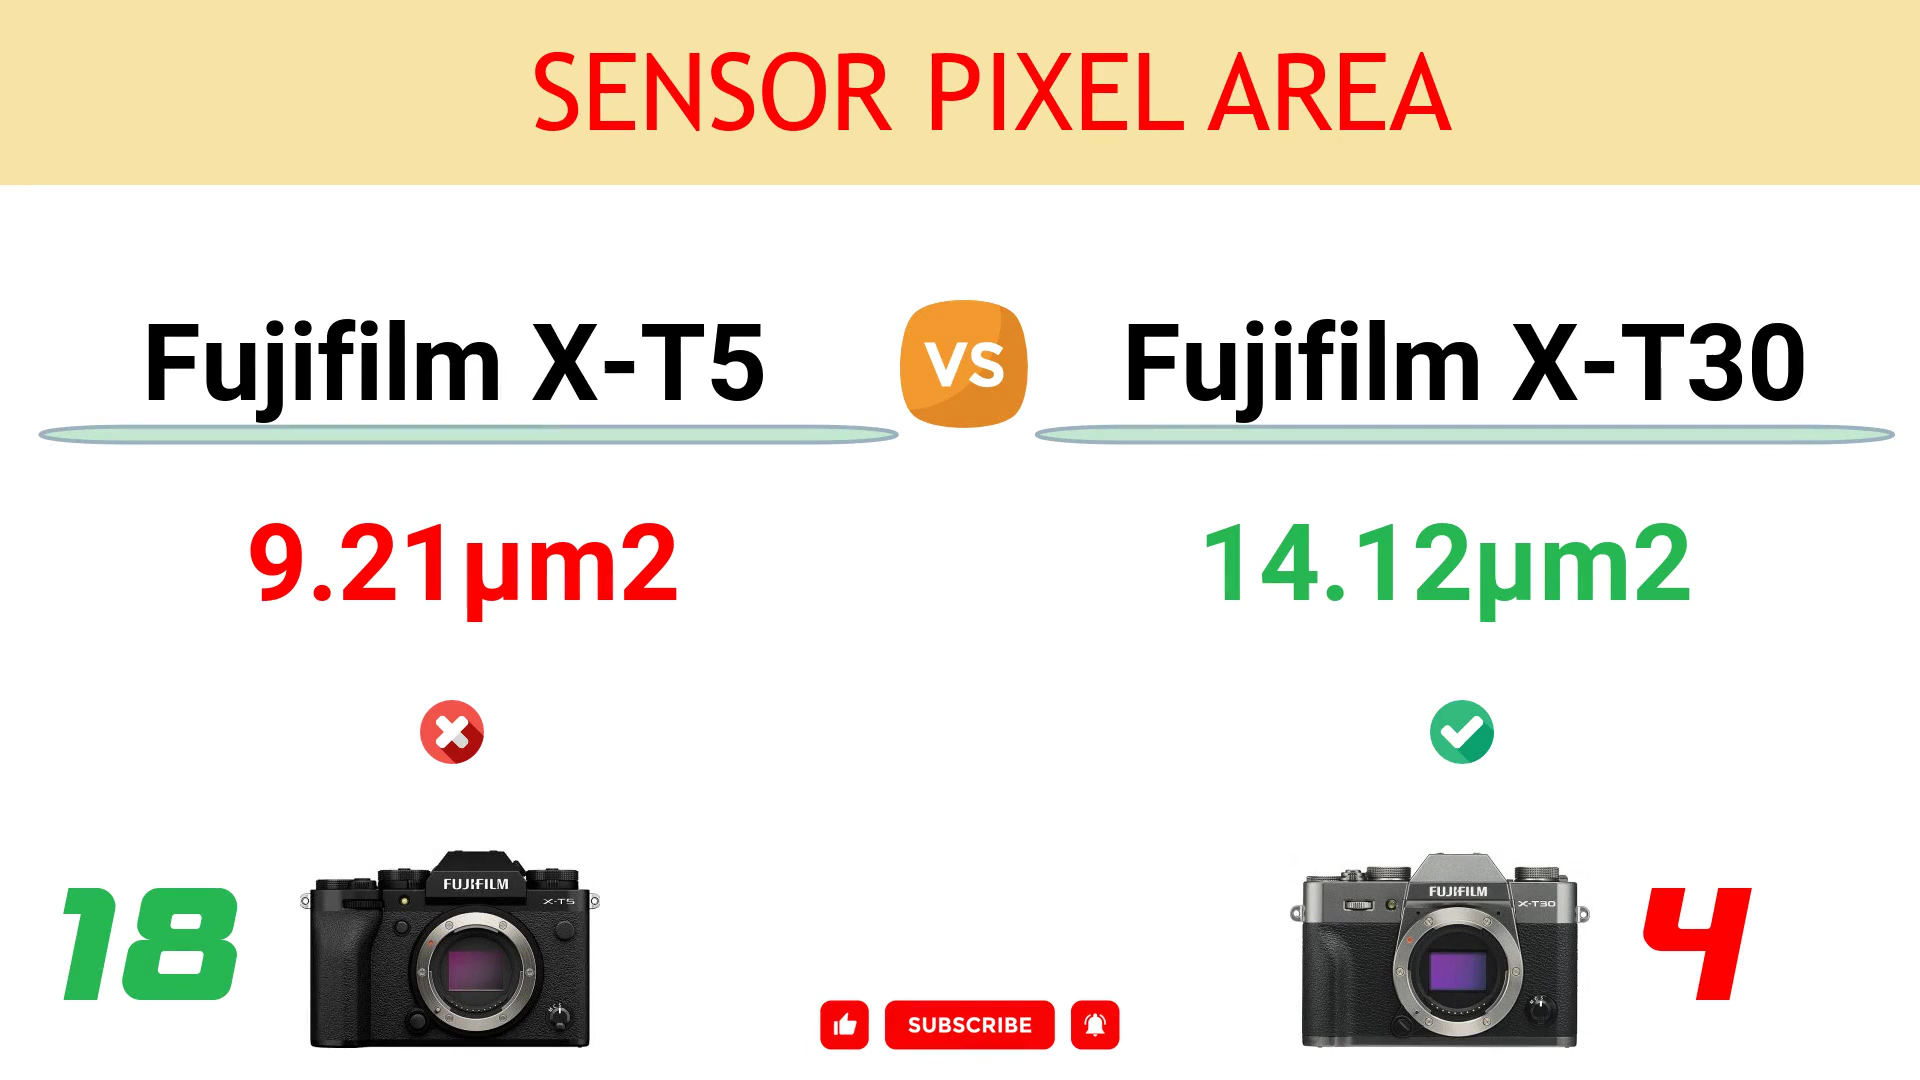 SENSOR PIXEL AREA
Fujifilm X-T5
VS
Fujifilm X-T30
9.21µm2
14.12µm2
18
FUJIFILM
X-T5
FUJIFILM
X-T30
4
SUBSCRIBE